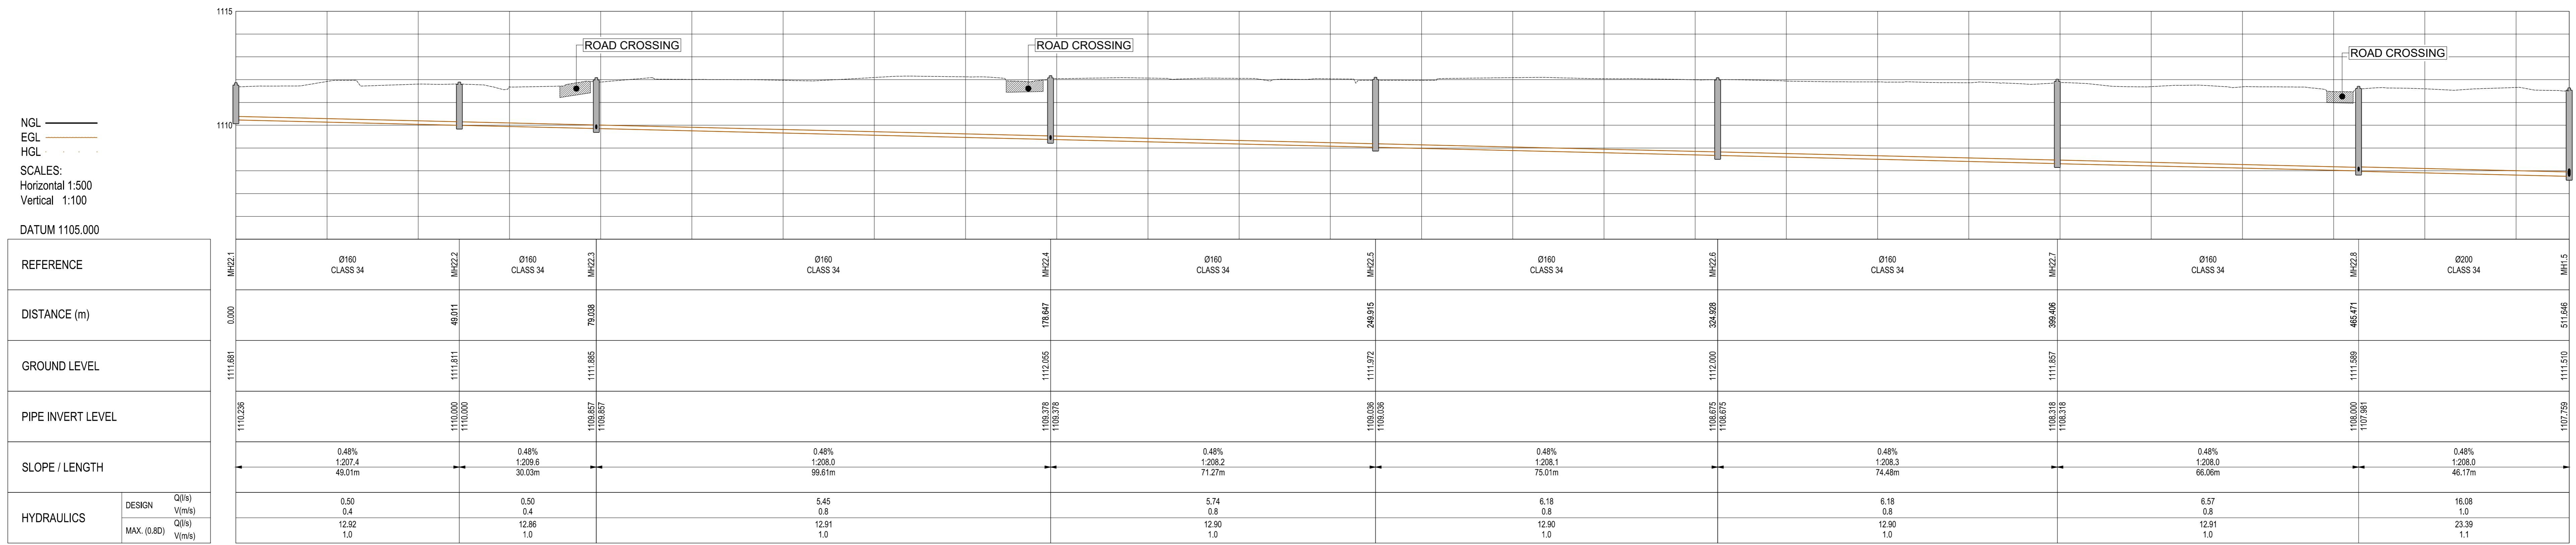 1115
ROAD CROSSING
ROAD CROSSING
ROAD CROSSING
1110
NGL
EGL
HGL
SCALES:
Horizontal 1:500
Vertical 1:100
DATUM 1105.000
REFERENCE
MH22.1
Ø160
CLASS 34
MH22.2
Ø160
CLASS 34
MH22.3
Ø160
CLASS 34
MH22.4
Ø160
CLASS 34
MH22.5
Ø160
CLASS 34
MH22.6
Ø160
CLASS 34
MH22.7
Ø160
CLASS 34
MH22.8
Ø200
CLASS 34
MH1.5
DISTANCE (m)
0.000
49.011
79.038
178.647
249.915
324.928
399.406
465.471
511.646
GROUND LEVEL
1111.681
1111.811
1111.885
1112.055
1111.972
1112.000
1111.857
1111.589
1111.510
PIPE INVERT LEVEL
1110.236
1110.000
1110.000
1109.857
1109.857
1109.378
1109.378
1109.036
1109.036
1108.675
1108.675
1108.318
1108.318
1108.000
1107.981
1107.759
SLOPE / LENGTH
0.48%
1:207.4
49.01m
0.48%
1:209.6
30.03m
0.48%
1:208.0
99.61m
0.48%
1:208.2
71.27m
0.48%
1:208.1
75.01m
0.48%
1:208.3
74.48m
0.48%
1:208.0
66.06m
0.48%
1:208.0
46.17m
HYDRAULICS
DESIGN
Q(l/s)
V(m/s)
0.50
0.4
0.50
0.4
5.45
0.8
5.74
0.8
6.18
0.8
6.18
0.8
6.57
0.8
16.08
1.0
MAX. (0.8D)
Q(l/s)
V(m/s)
12.92
1.0
12.86
1.0
12.91
1.0
12.90
1.0
12.90
1.0
12.90
1.0
12.91
1.0
23.39
1.1